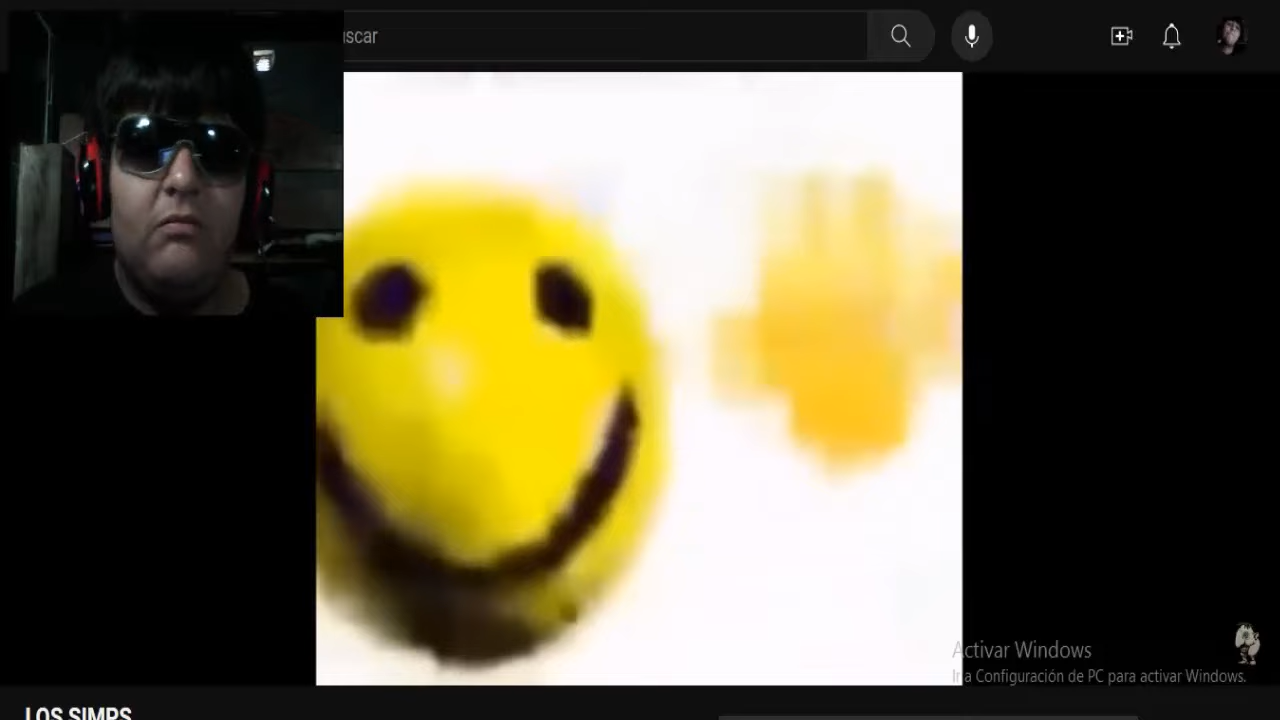 scar
Activar Windows
Ir a Configuración de PC para activar Windows.
LOS SIMPS